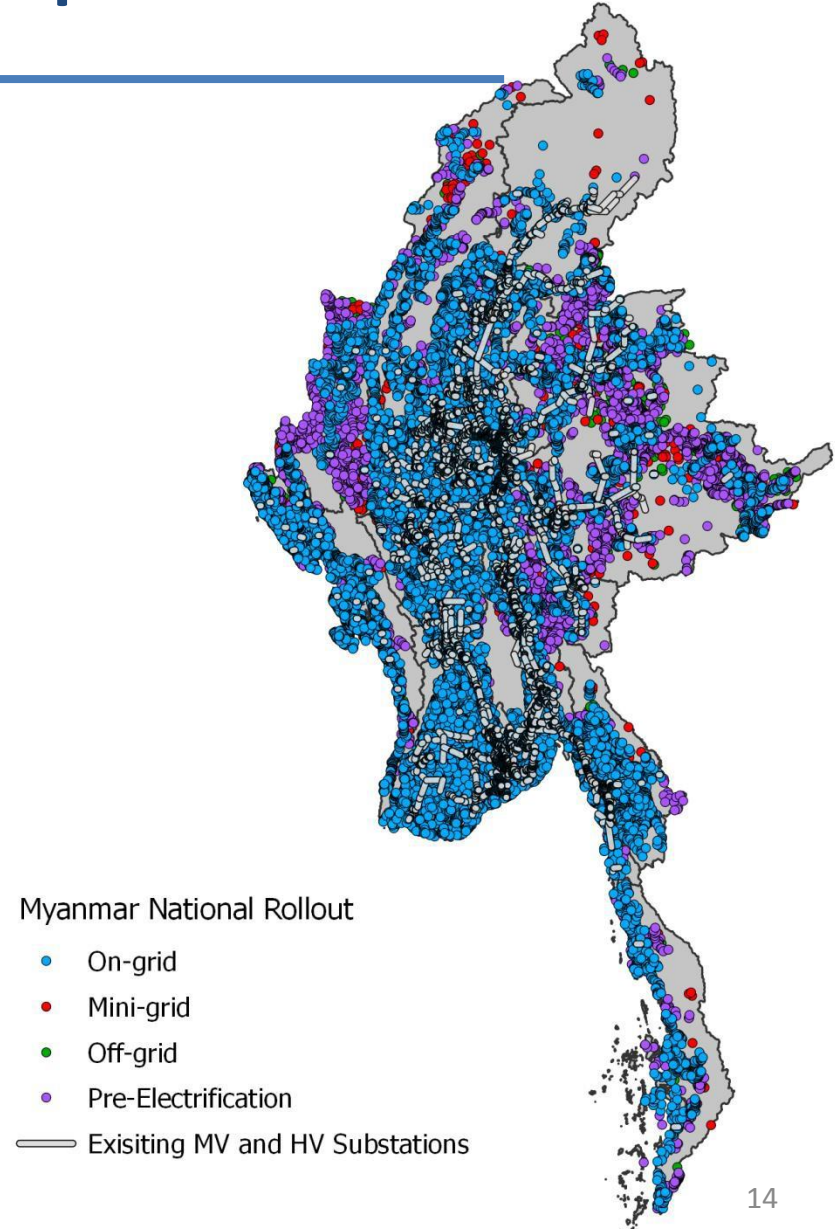 Myanmar National Rollout
On-grid
Mini-grid
Off-grid
Pre-Electrification
Exisiting MV and HV Substations
14